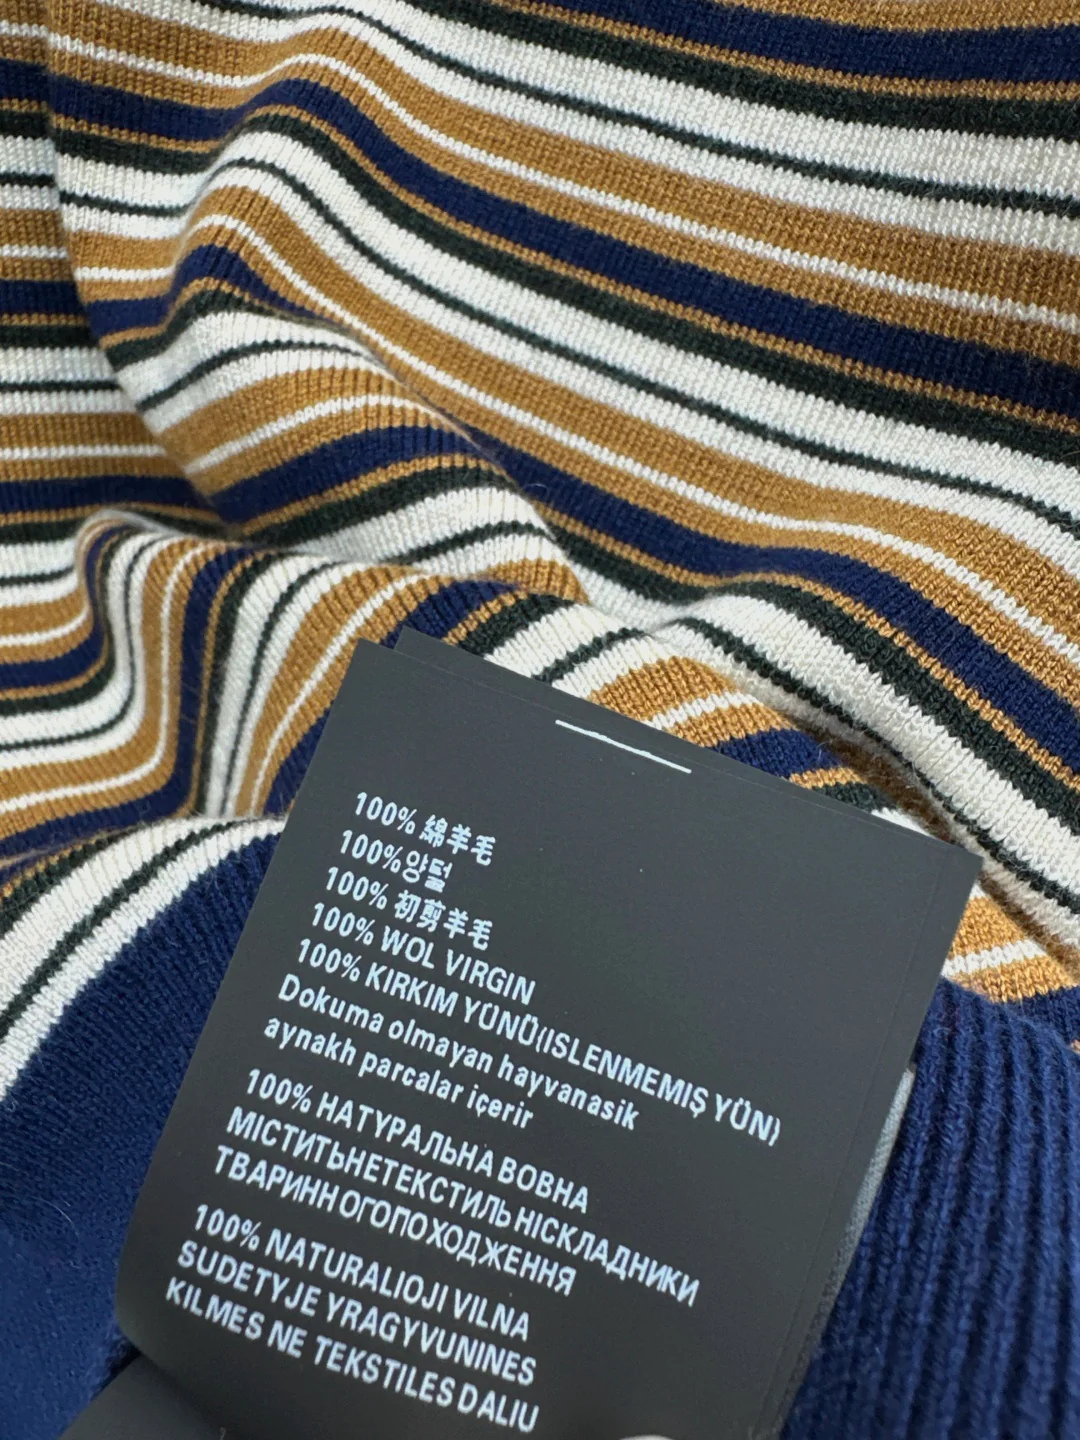 100% 綿羊毛
100%양털
100% 初剪羊毛
100% WOL VIRGIN
100% KIRKIM YÜNÜ(ISLENMEMIŞ YÜN)
Dokuma olmayan hayvanasik
aynakh parcalar içerir
100% НАТУРАЛЬНА ВОВНА
МІСТИТЬНЕТЕКСТИЛЬНІСКЛАДНИКИ
ТВАРИННОГОПОХОДЖЕННЯ
100% NATURALIOJI VILNA
SUDETYJE YRAGYVUNINES
KILMES NE TEKSTILES DALIU